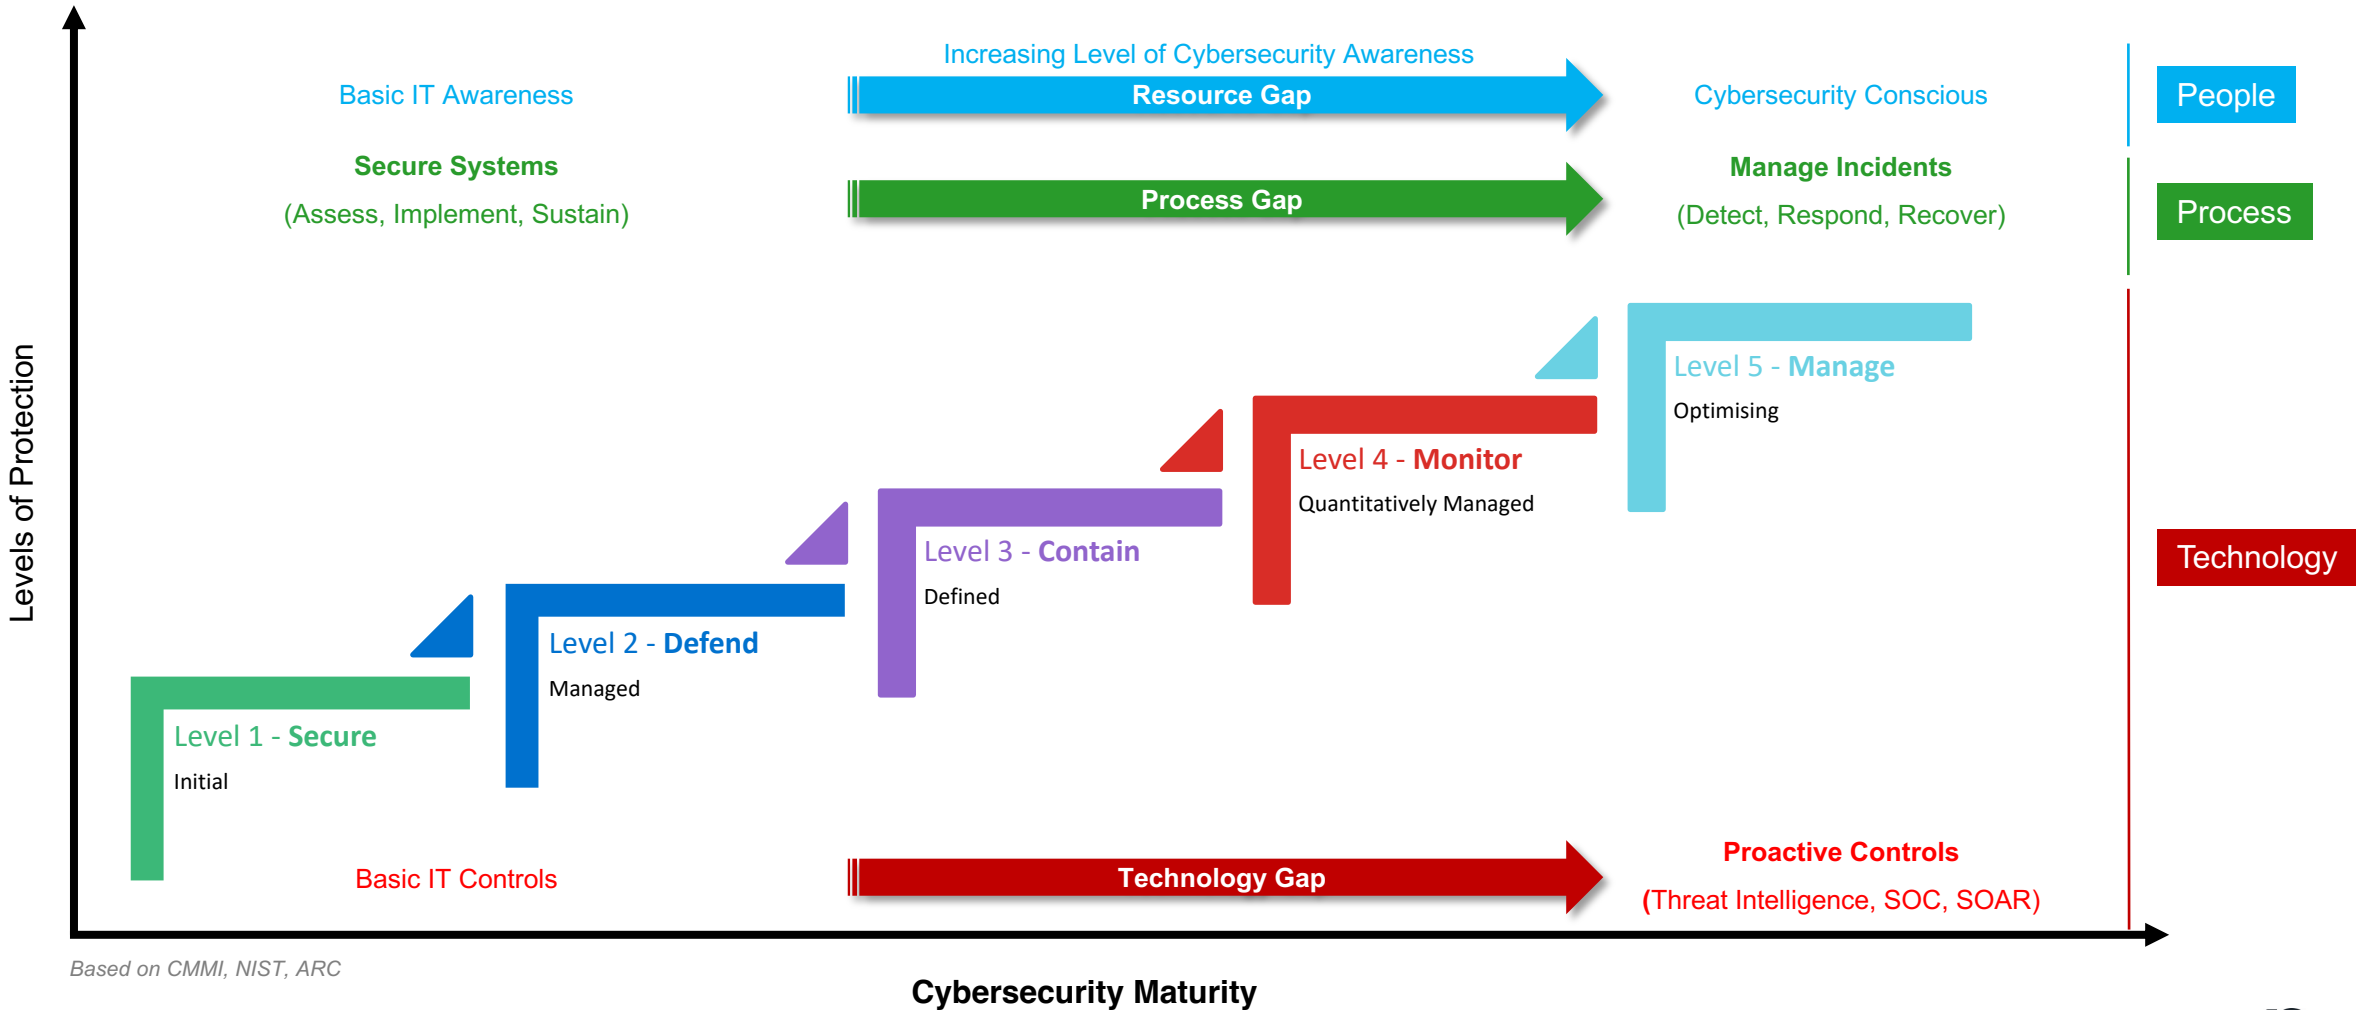 Increasing Level of Cybersecurity Awareness
Basic IT Awareness
Resource Gap
Cybersecurity Conscious
People
Secure Systems
(Assess, Implement, Sustain)
Process Gap
Manage Incidents
(Detect, Respond, Recover)
Process
Levels of Protection
Level 5 - Manage
Optimising
Level 4 - Monitor
Quantitatively Managed
Level 3 - Contain
Defined
Level 2 - Defend
Managed
Level 1 - Secure
Initial
Technology
Basic IT Controls
Technology Gap
Proactive Controls
(Threat Intelligence, SOC, SOAR)
Based on CMMI, NIST, ARC
Cybersecurity Maturity